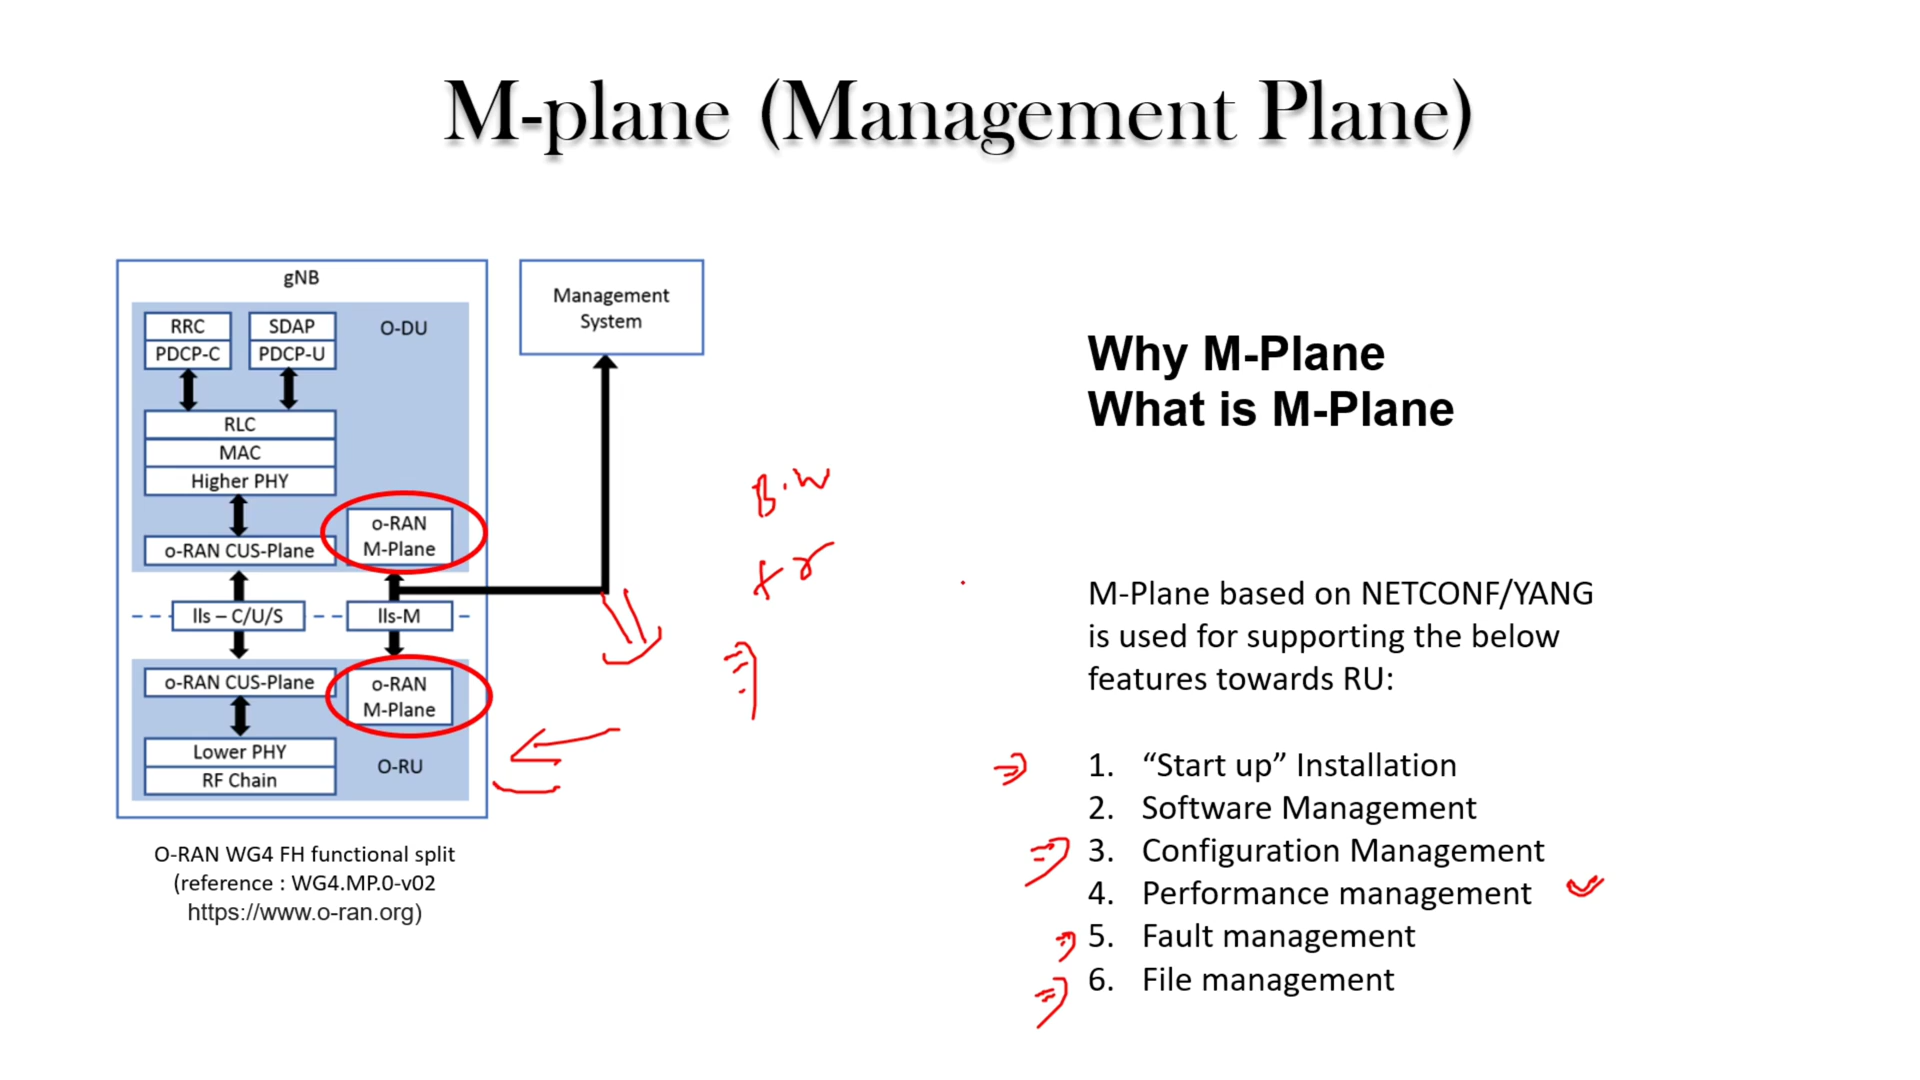 M-plane (Management Plane)
gNB
RRC
SDAP
O-DU
PDCP-C
PDCP-U
RLC
MAC
Higher PHY
o-RAN
M-Plane
o-RAN CUS-Plane
lls – C/U/S
lls-M
o-RAN CUS-Plane
o-RAN
M-Plane
Lower PHY
O-RU
RF Chain
Management
System
O-RAN WG4 FH functional split
(reference : WG4.MP.0-v02
https://www.o-ran.org)
B.W
Why M-Plane
What is M-Plane
M-Plane based on NETCONF/YANG
is used for supporting the below
features towards RU:
1. “Start up” Installation
2. Software Management
3. Configuration Management
4. Performance management
5. Fault management
6. File management